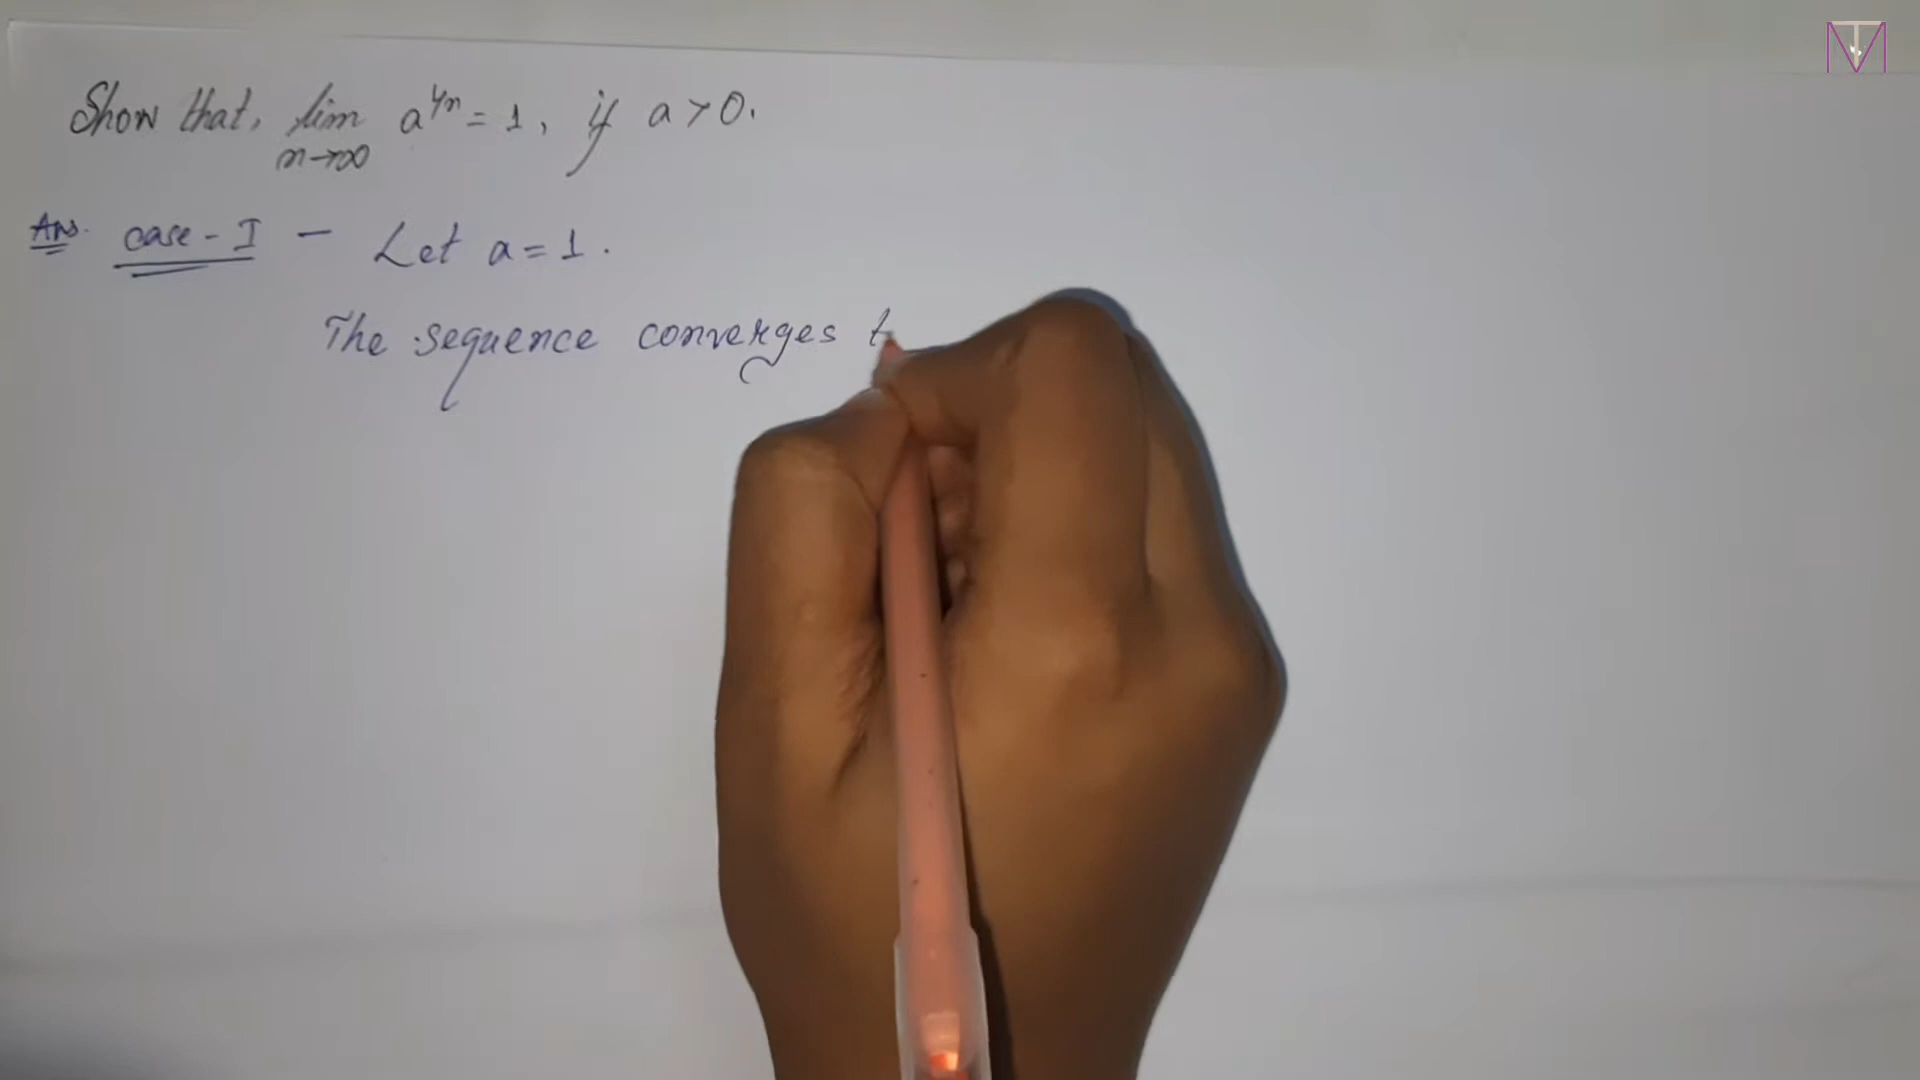 Show that, lim a^1/n = 1, if a > 0.
n→∞
Ans. case - I - Let a = 1.
The sequence converges t